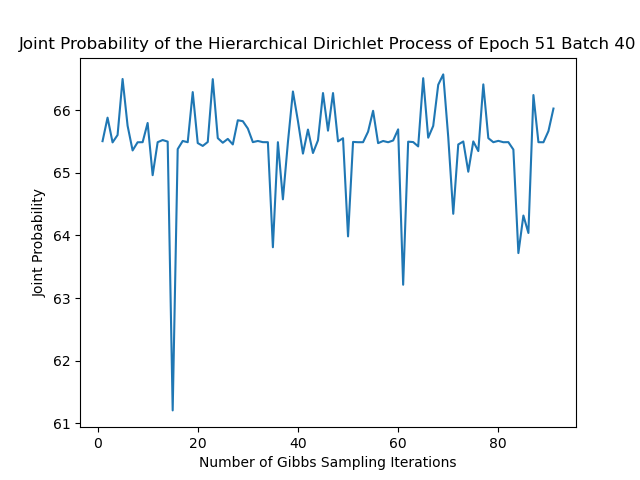 Joint Probability of the Hierarchical Dirichlet Process of Epoch 51 Batch 40
66
65
64
63
62
61
Joint Probability
0 20 40 60 80
Number of Gibbs Sampling Iterations